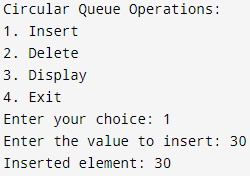 Circular Queue Operations:
1. Insert
2. Delete
3. Display
4. Exit
Enter your choice: 1
Enter the value to insert: 30
Inserted element: 30